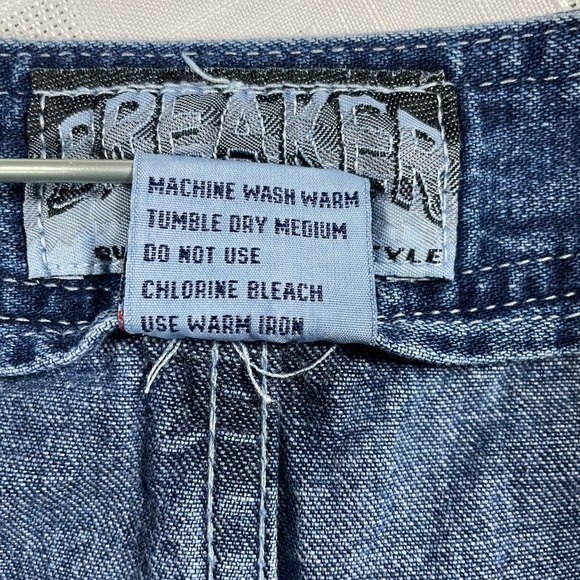 BREAKER
MACHINE WASH WARM
TUMBLE DRY MEDIUM
DO NOT USE
CHLORINE BLEACH
USE WARM IRON